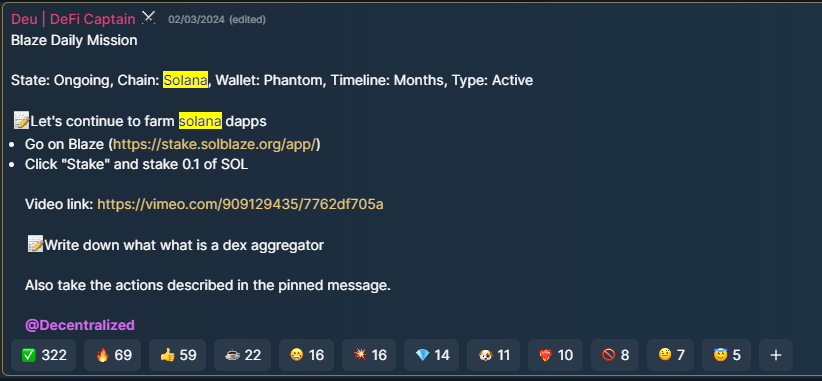 Deu | DeFi Captain ⚔ 02/03/2024 (edited)
Blaze Daily Mission
State: Ongoing, Chain: Solana, Wallet: Phantom, Timeline: Months, Type: Active
📝Let's continue to farm solana dapps
• Go on Blaze (https://stake.solblaze.org/app/)
• Click "Stake" and stake 0.1 of SOL
Video link: https://vimeo.com/909129435/7762df705a
📝Write down what what is a dex aggregator
Also take the actions described in the pinned message.
@Decentralized
✅ 322 🔥 69 👍 59 ☕ 22 😁 16 💥 16 💎 14 🐶 11 ❤️‍🔥 10 🚫 8 🤨 7 😇 5 +